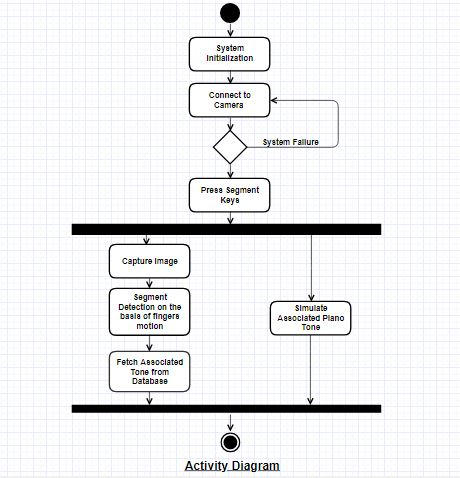 System
Initialization
Connect to
Camera
System Failure
Press Segment
Keys
Capture Image
Segment
Detection on the
basis of fingers
motion
Fetch Associated
Tone from
Database
Simulate
Associated Piano
Tone
Activity Diagram